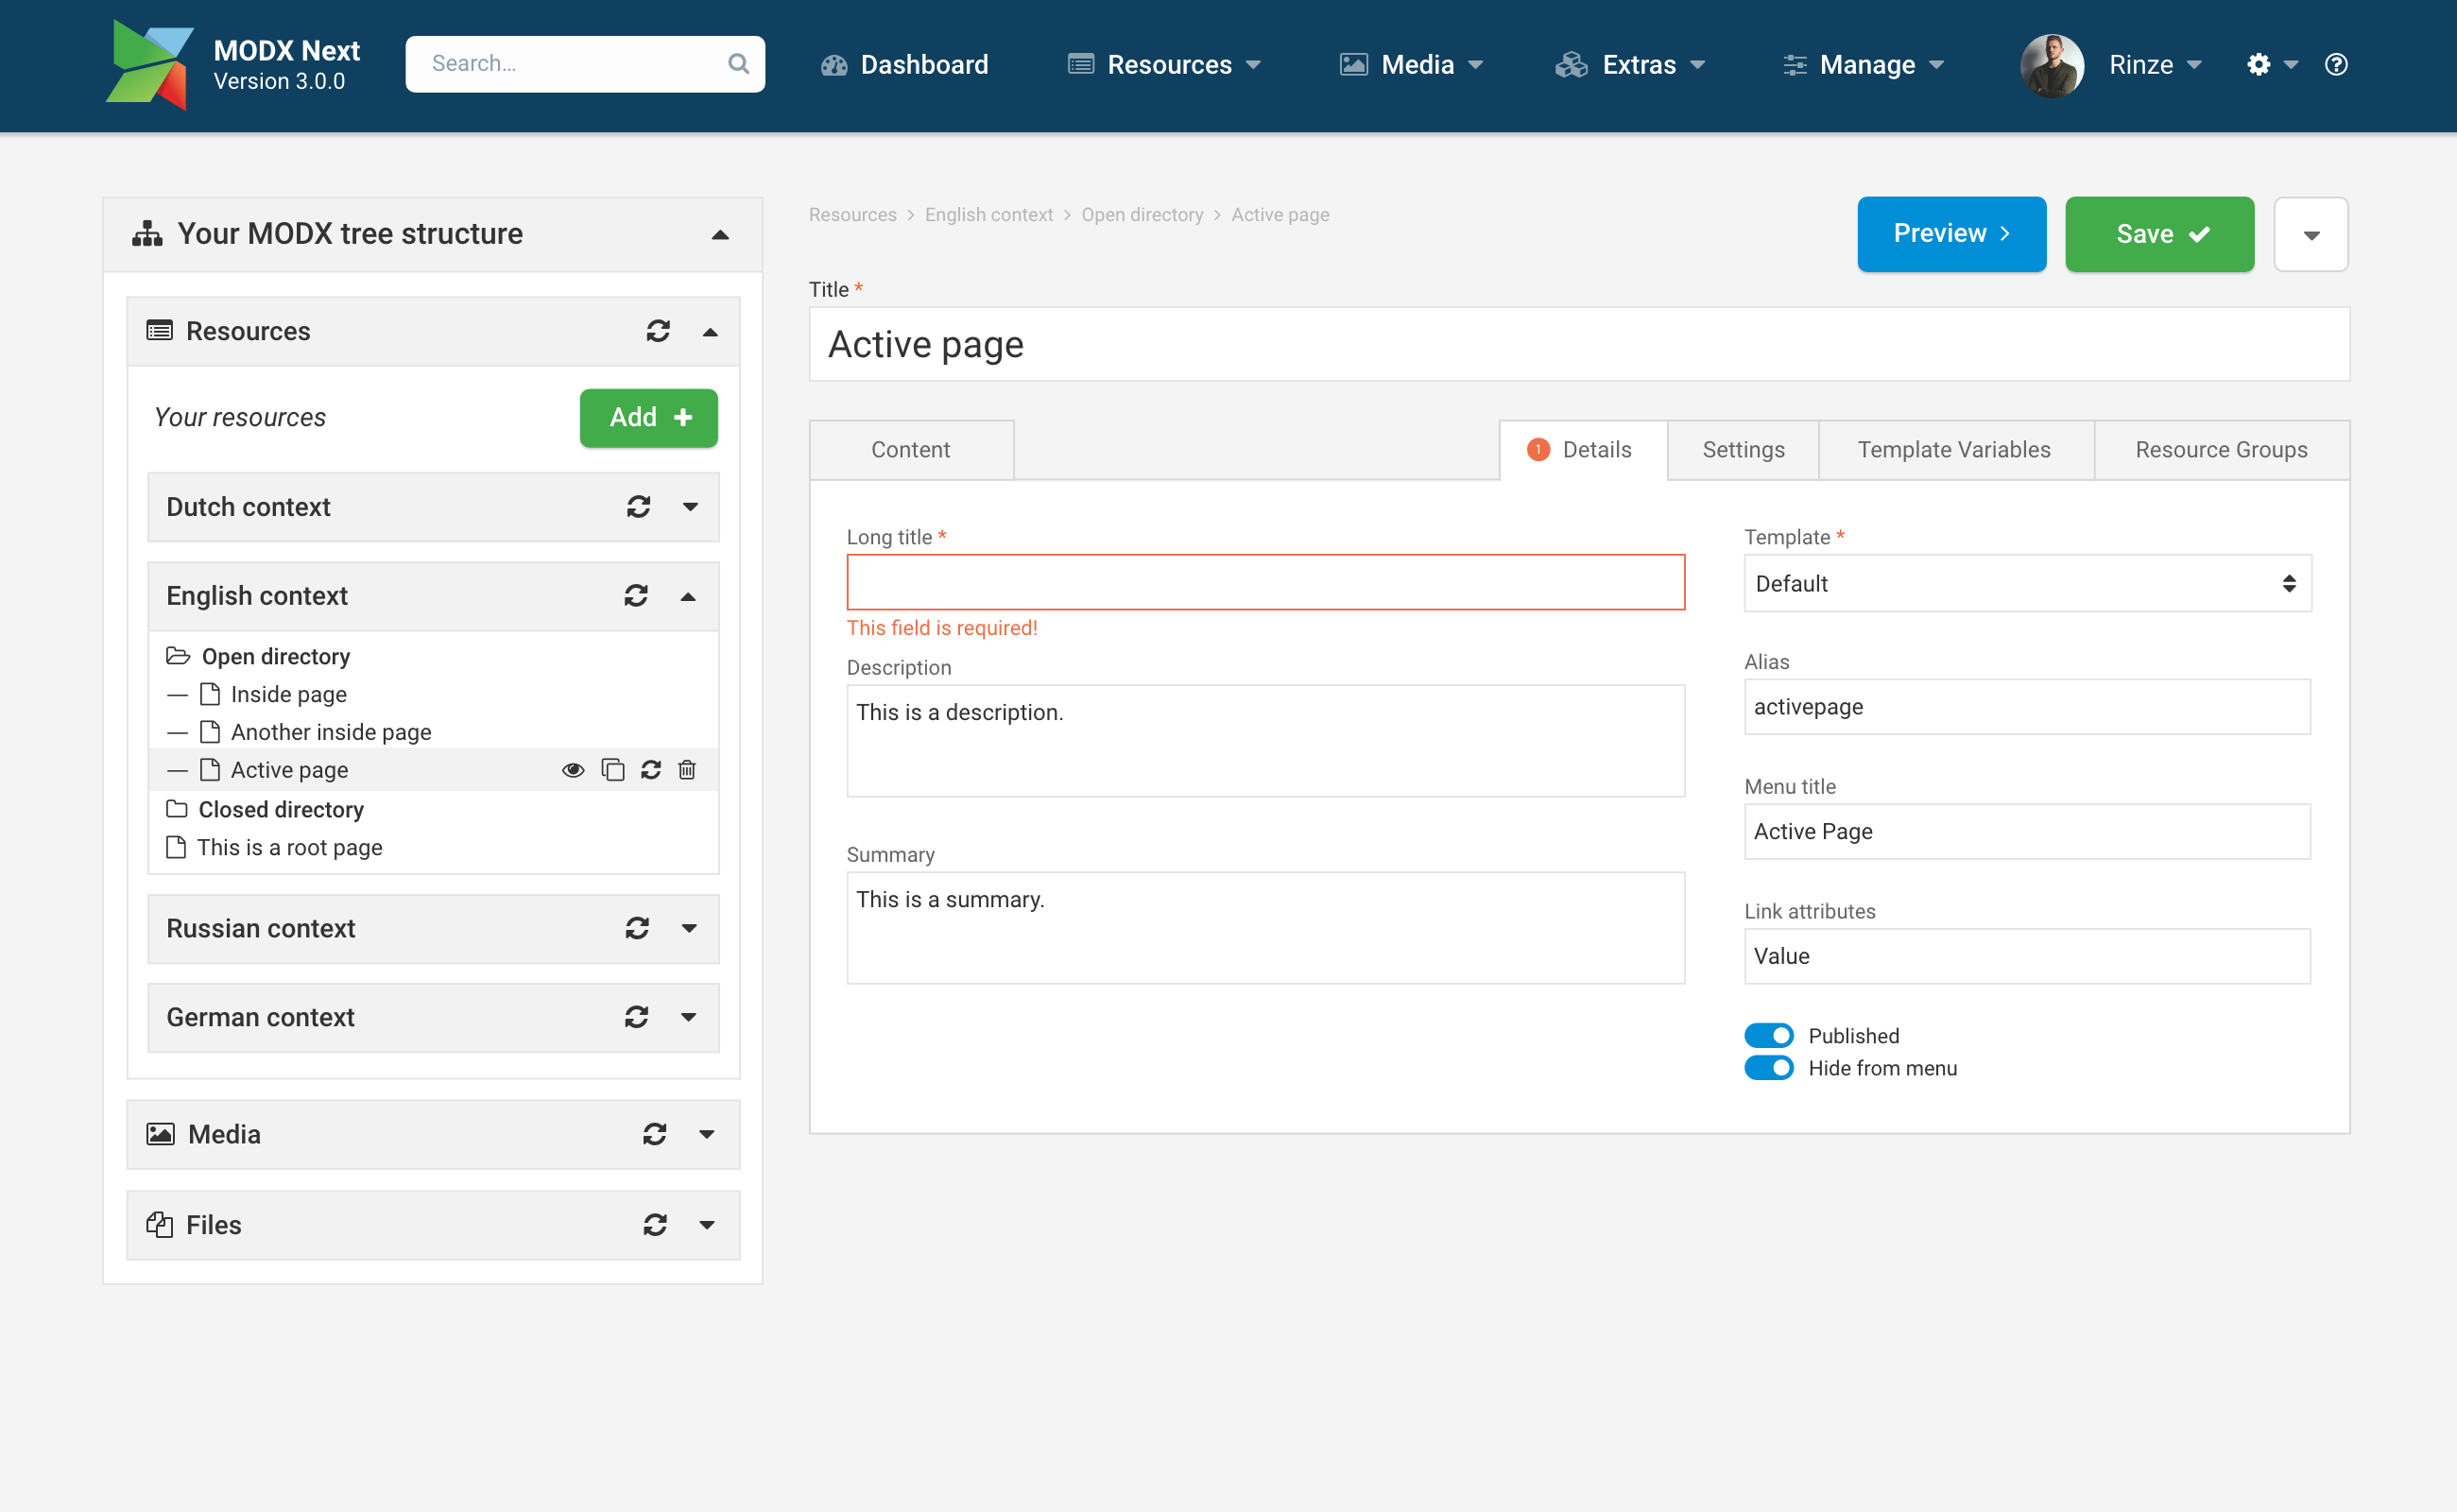 MODX Next
Version 3.0.0
Search...
Dashboard
Resources
Media
Extras
Manage
Rinze
Your MODX tree structure
Resources
Your resources
Add
Dutch context
English context
Open directory
Inside page
Another inside page
Active page
Closed directory
This is a root page
Russian context
German context
Media
Files
Resources > English context > Open directory > Active page
Preview >
Save
Title *
Active page
Content
1 Details
Settings
Template Variables
Resource Groups
Long title *
This field is required!
Description
This is a description.
Summary
This is a summary.
Template *
Default
Alias
activepage
Menu title
Active Page
Link attributes
Value
Published
Hide from menu